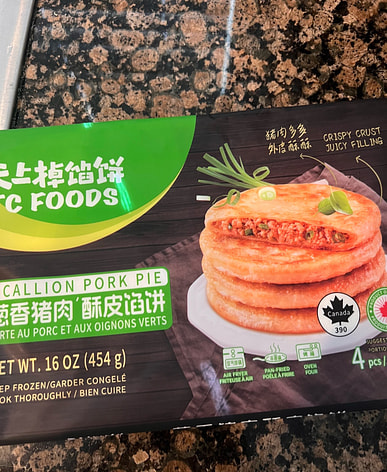 天上掉馅饼
TC FOODS
猪肉多多
外皮酥酥
CRISPY CRUST
JUICY FILLING
CALLION PORK PIE
葱香猪肉酥皮馅饼
RTE AU PORC ET AUX OIGNONS VERTS
ET WT. 16 OZ (454 g)
EP FROZEN/GARDER CONGELÉ
OK THOROUGHLY / BIEN CUIRE
AIR FRYER
FRITEUSE À AIR
PAN-FRIED
POÊLE À FRIRE
OVEN
FOUR
Canada
390
4 pcs/